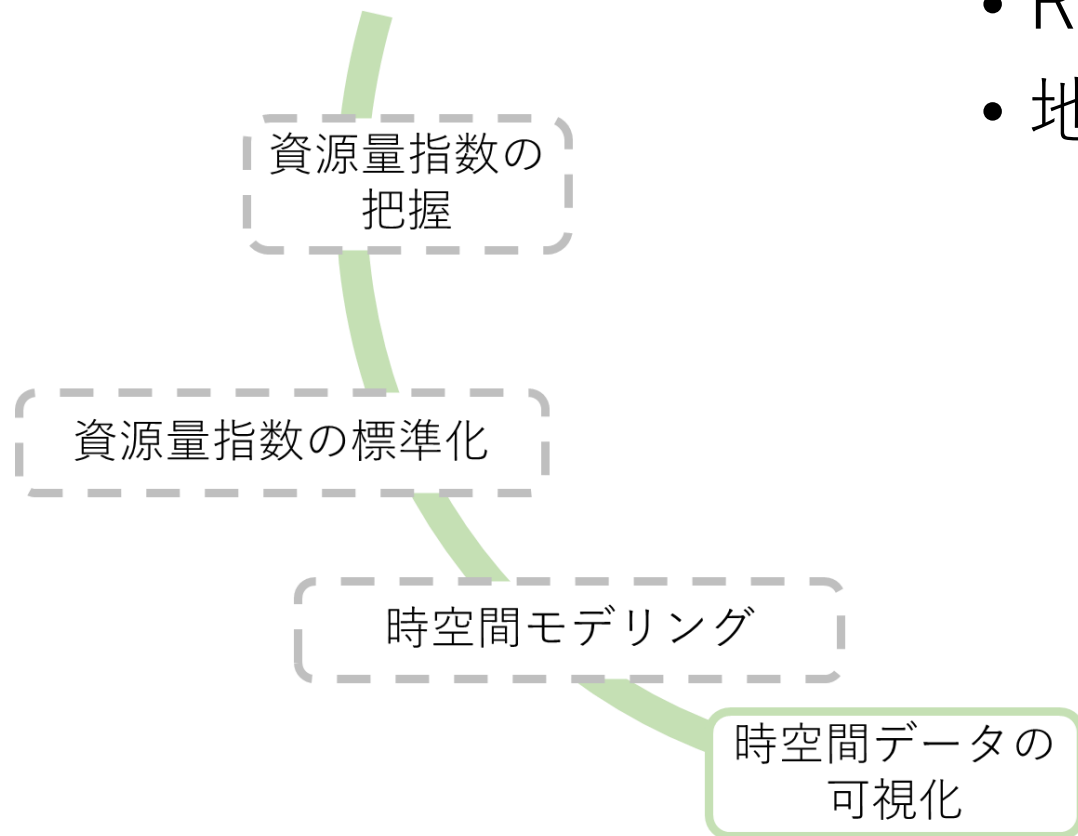 • R
資源量指数の
把握
資源量指数の標準化
時空間モデリング
時空間データの
可視化